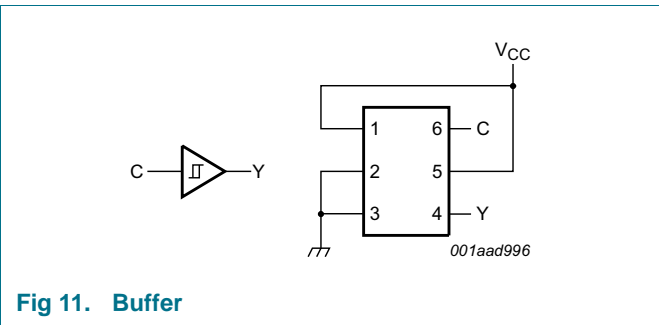 VCC
1 6 C
C Y 2 5
3 4 Y
001aad996
Fig 11. Buffer